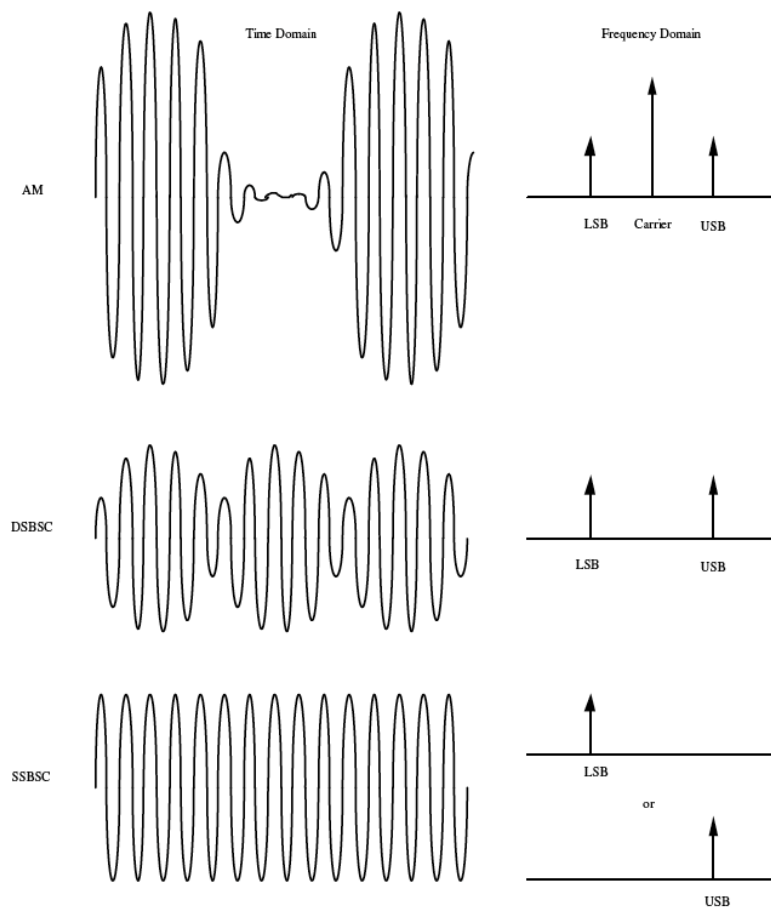 Time Domain
Frequency Domain
AM
LSB
Carrier
USB
DSBSC
LSB
USB
SSBSC
LSB
or
USB